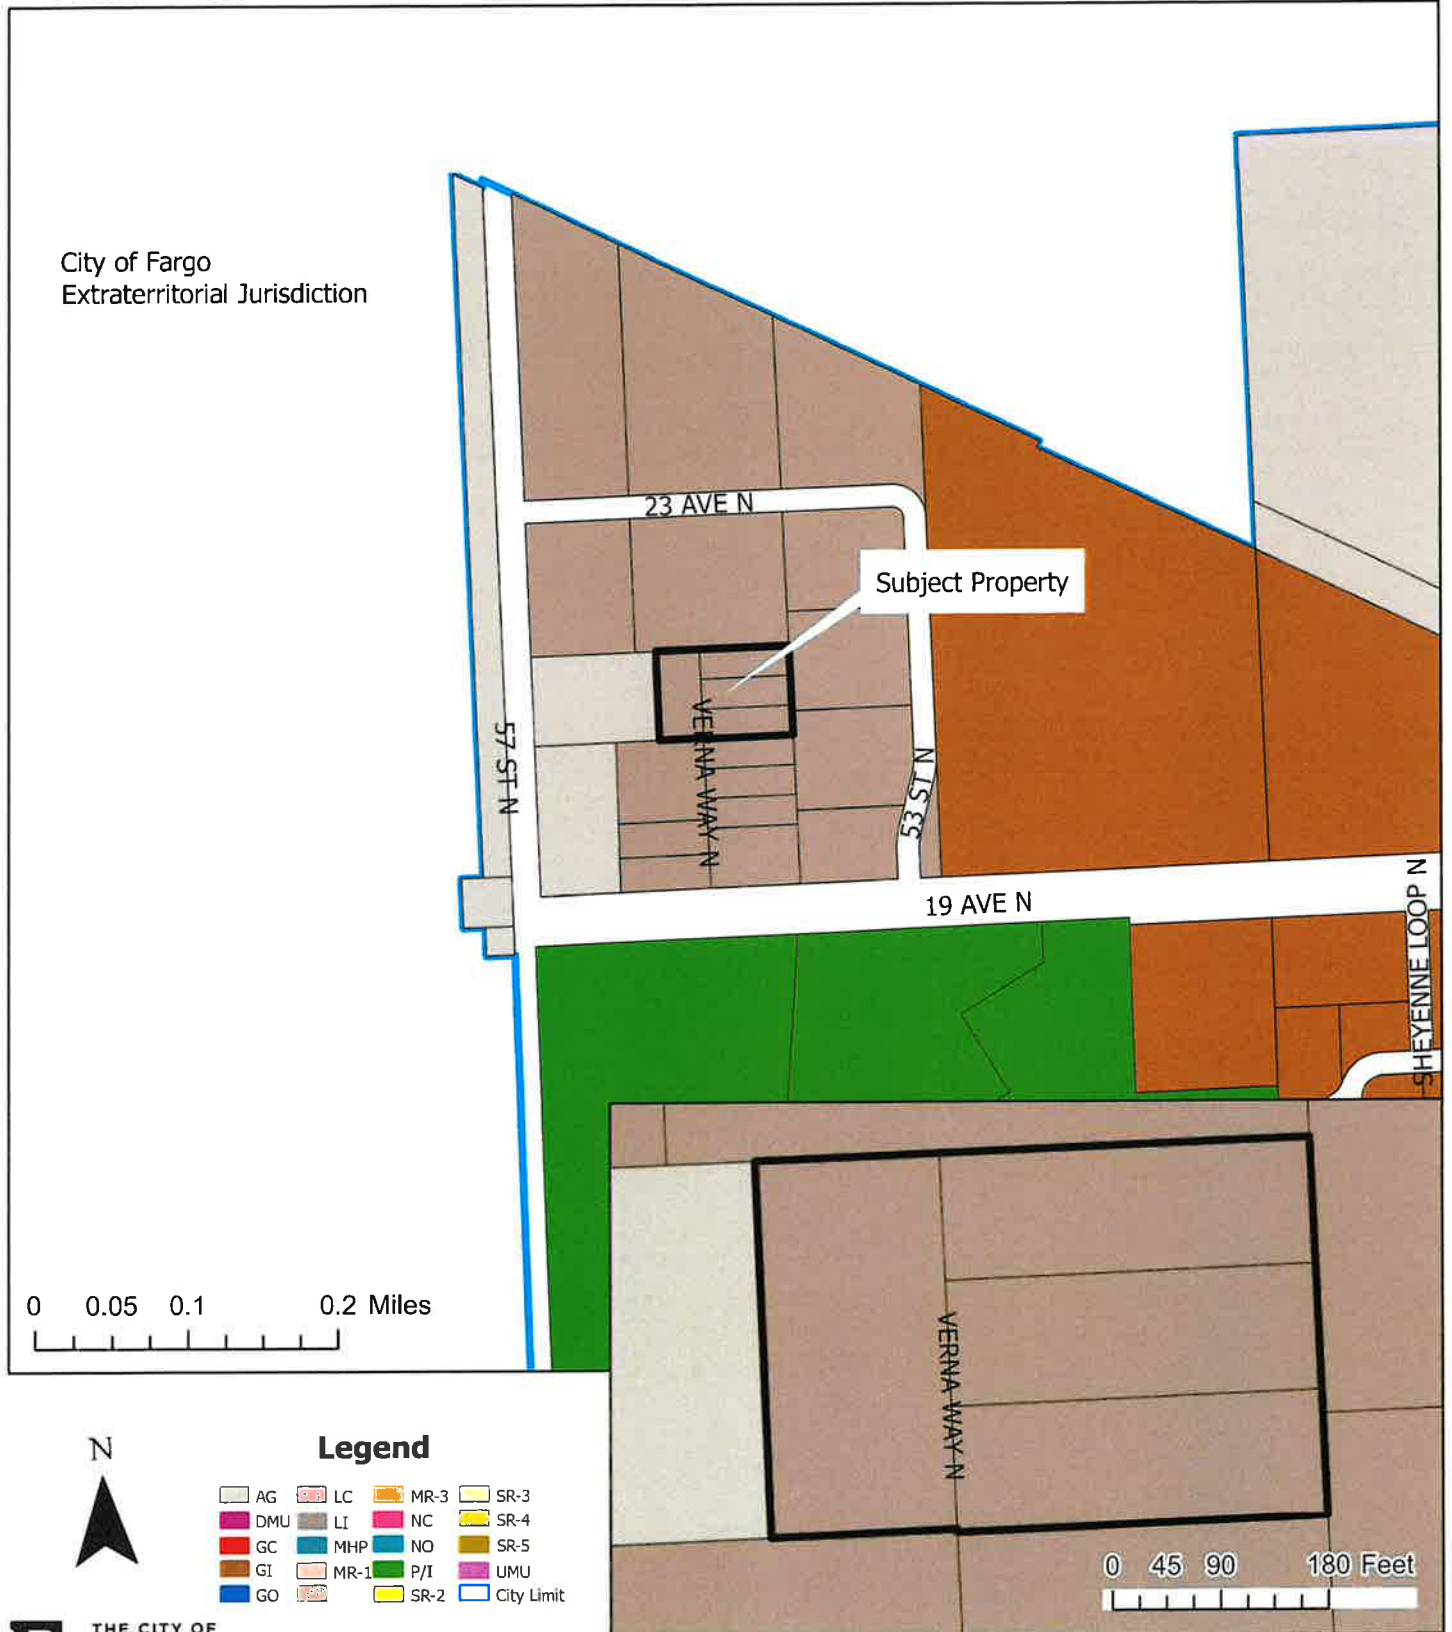 City of Fargo
Extraterritorial Jurisdiction
23 AVE N
Subject Property
VERNA WAY N
57 ST N
53 ST N
19 AVE N
SHEYENNE LOOP N
0 0.05 0.1 0.2 Miles
VERNA WAY N
0 45 90 180 Feet
N
Legend
AG LC MR-3 SR-3
DMU LI NC SR-4
GC MHP NO SR-5
GI MR-1 P/I UMU
GO SR-2 City Limit
THE CITY OF